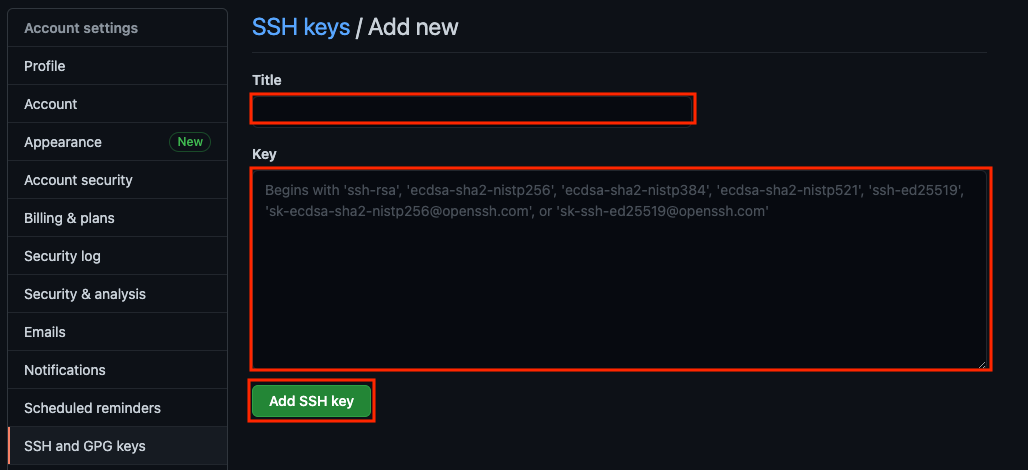 Account settings
Profile
Account
Appearance New
Account security
Billing & plans
Security log
Security & analysis
Emails
Notifications
Scheduled reminders
SSH and GPG keys
SSH keys / Add new
Title
Key
Begins with 'ssh-rsa', 'ecdsa-sha2-nistp256', 'ecdsa-sha2-nistp384', 'ecdsa-sha2-nistp521', 'ssh-ed25519',
'sk-ecdsa-sha2-nistp256@openssh.com', or 'sk-ssh-ed25519@openssh.com'
Add SSH key